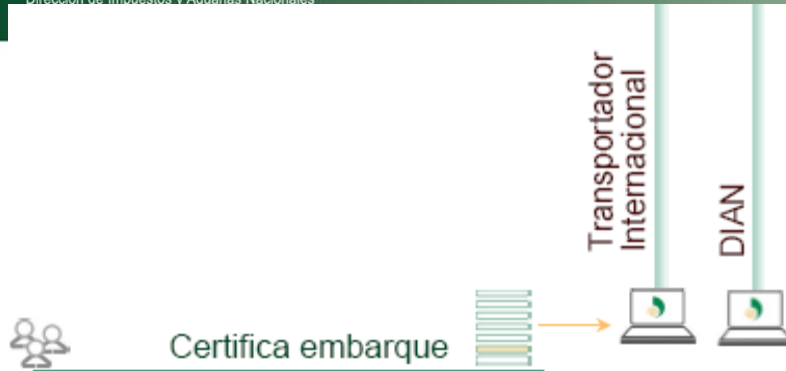 Dirección de Impuestos y Aduanas Nacionales
Transportador
Internacional
DIAN
Certifica embarque